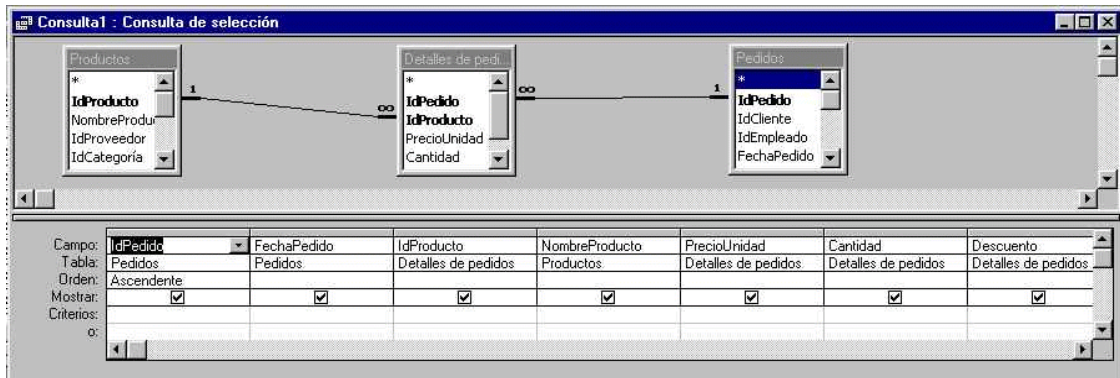 Consulta1 : Consulta de selección
Productos
*
IdProducto
IdProveedor
IdCategoría
1
∞
Detalles de pedi...
*
IdPedido
IdProducto
PrecioUnidad
Cantidad
∞
1
Pedidos
*
IdPedido
IdCliente
IdEmpleado
FechaPedido
Campo: IdPedido FechaPedido IdProducto NombreProducto PrecioUnidad Cantidad Descuento
Tabla: Pedidos Pedidos Detalles de pedidos Productos Detalles de pedidos Detalles de pedidos Detalles de pedidos
Orden: Ascendente
Mostrar:
Criterios:
o: